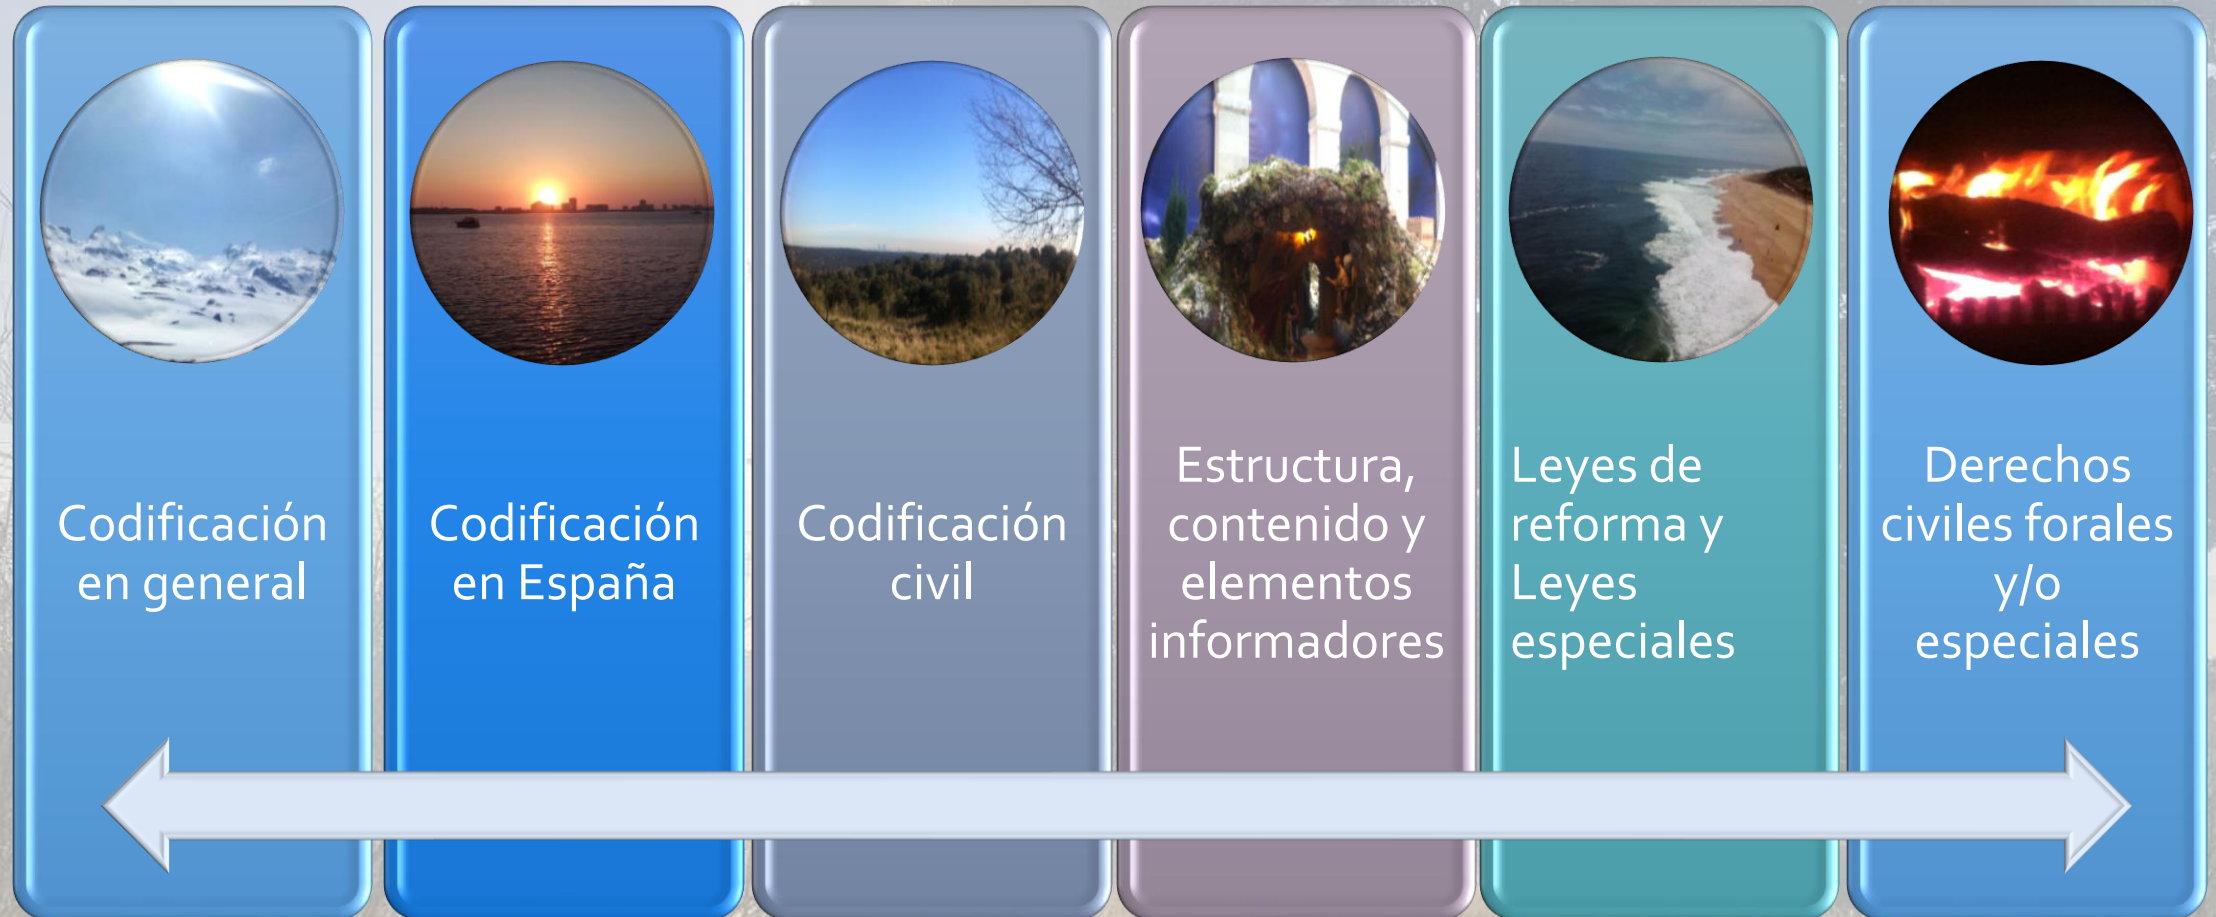 Codificación
en general
Codificación
en España
Codificación
civil
Estructura,
contenido y
elementos
informadores
Leyes de
reforma y
Leyes
especiales
Derechos
civiles forales
y/o
especiales